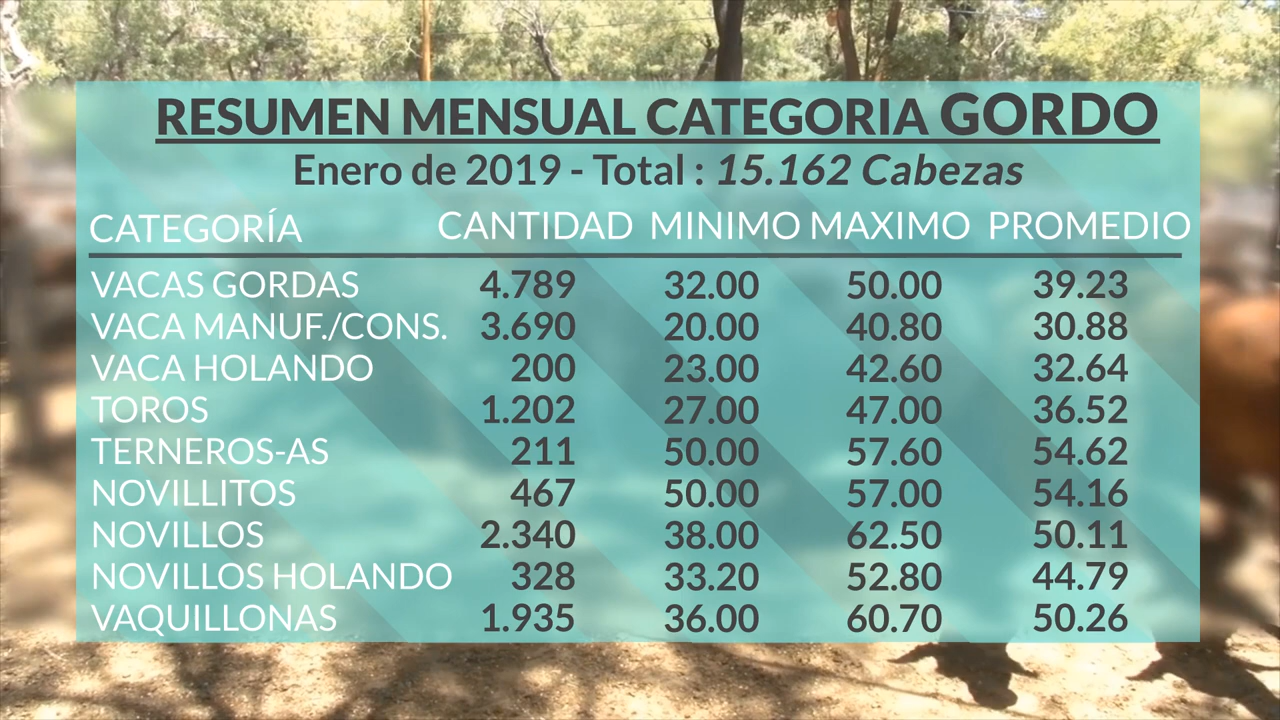 RESUMEN MENSUAL CATEGORIA GORDO
Enero de 2019 - Total : 15.162 Cabezas
CATEGORÍA CANTIDAD MINIMO MAXIMO PROMEDIO
VACAS GORDAS 4.789 32.00 50.00 39.23
VACA MANUF./CONS. 3.690 20.00 40.80 30.88
VACA HOLANDO 200 23.00 42.60 32.64
TOROS 1.202 27.00 47.00 36.52
TERNEROS-AS 211 50.00 57.60 54.62
NOVILLITOS 467 50.00 57.00 54.16
NOVILLOS 2.340 38.00 62.50 50.11
NOVILLOS HOLANDO 328 33.20 52.80 44.79
VAQUILLONAS 1.935 36.00 60.70 50.26